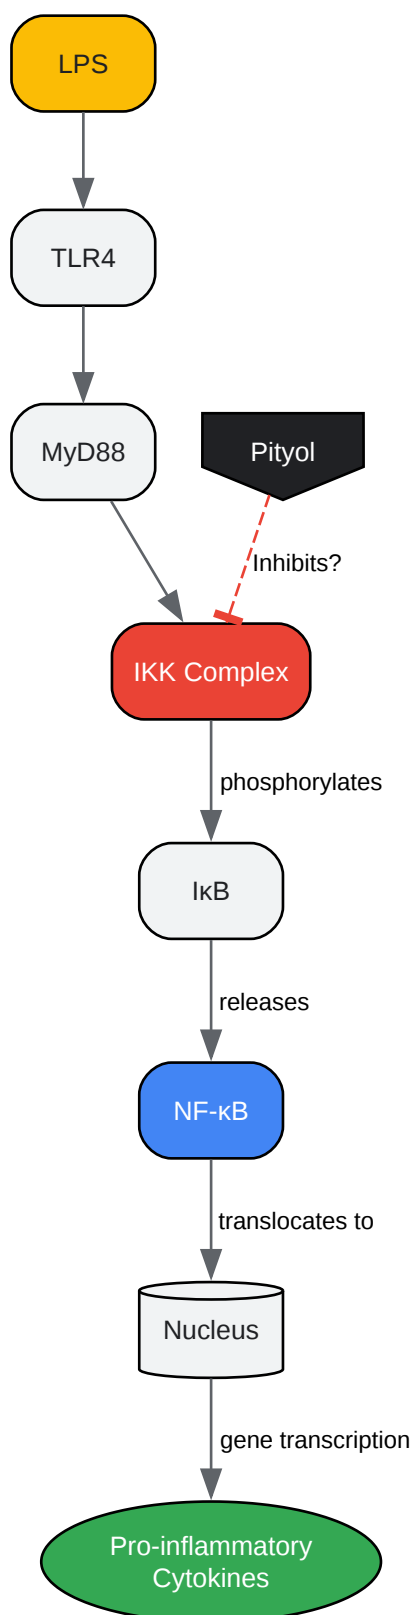 LPS
TLR4
MyD88
Pityol
Inhibits?
IKK Complex
phosphorylates
IκB
releases
NF-κB
translocates to
Nucleus
gene transcription
Pro-inflammatory
Cytokines